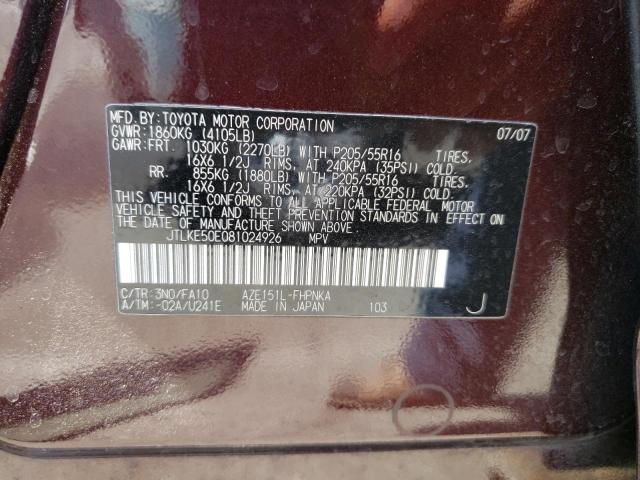 MFD.BY:TOYOTA MOTOR CORPORATION 07/07
GVWR:1860KG (4105LB)
GAWR:FRT. 1030KG (2270LB) WITH P205/55R16 TIRES,
16X6 1/2J RIMS, AT 240KPA (35PSI) COLD.
RR. 855KG (1880LB) WITH P205/55R16 TIRES,
16X6 1/2J RIMS, AT 220KPA (32PSI) COLD.
THIS VEHICLE CONFORMS TO ALL APPLICABLE FEDERAL MOTOR
VEHICLE SAFETY AND THEFT PREVENTION STANDARDS IN EFFECT ON
THE DATE OF MANUFACTURE SHOWN ABOVE.
JTLKE50E081024926 MPV
C/TR:3N0/FA10 AZE151L-FHPNKA
A/TM:-02A/U241E MADE IN JAPAN 103 J